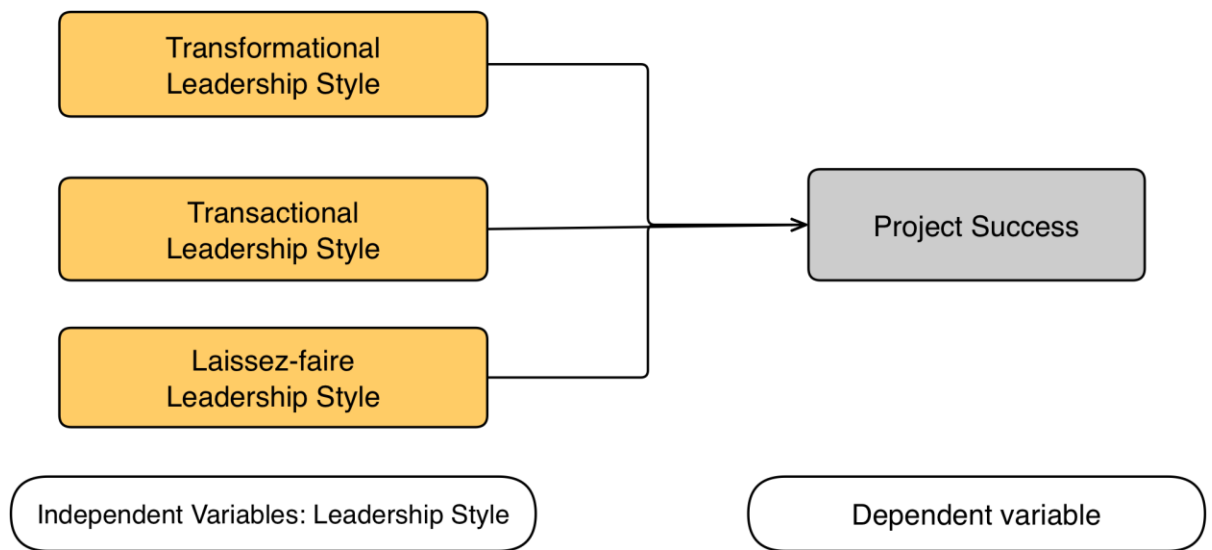 Transformational
Leadership Style
Transactional
Leadership Style
Project Success
Laissez-faire
Leadership Style
Independent Variables: Leadership Style
Dependent variable